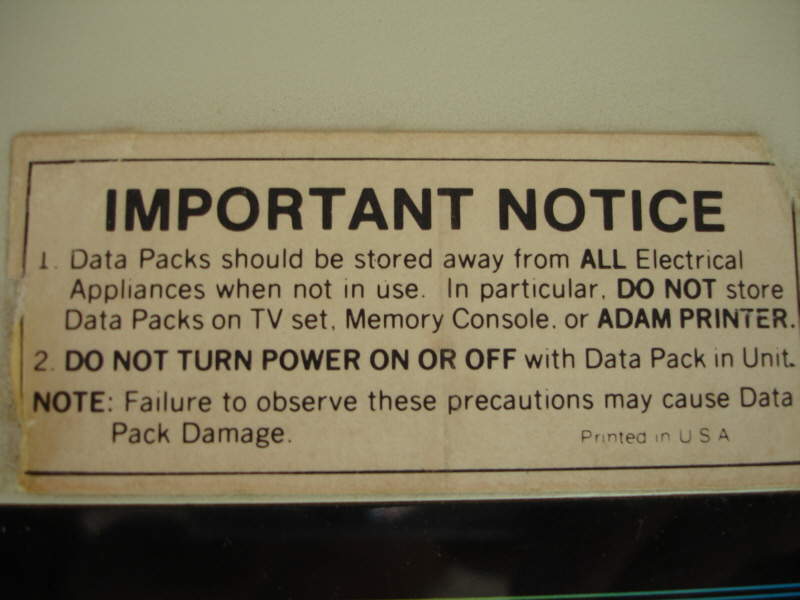 IMPORTANT NOTICE
1. Data Packs should be stored away from ALL Electrical
Appliances when not in use. In particular, DO NOT store
Data Packs on TV set, Memory Console, or ADAM PRINTER.
2. DO NOT TURN POWER ON OR OFF with Data Pack in Unit.
NOTE: Failure to observe these precautions may cause Data
Pack Damage.
Printed in U S A